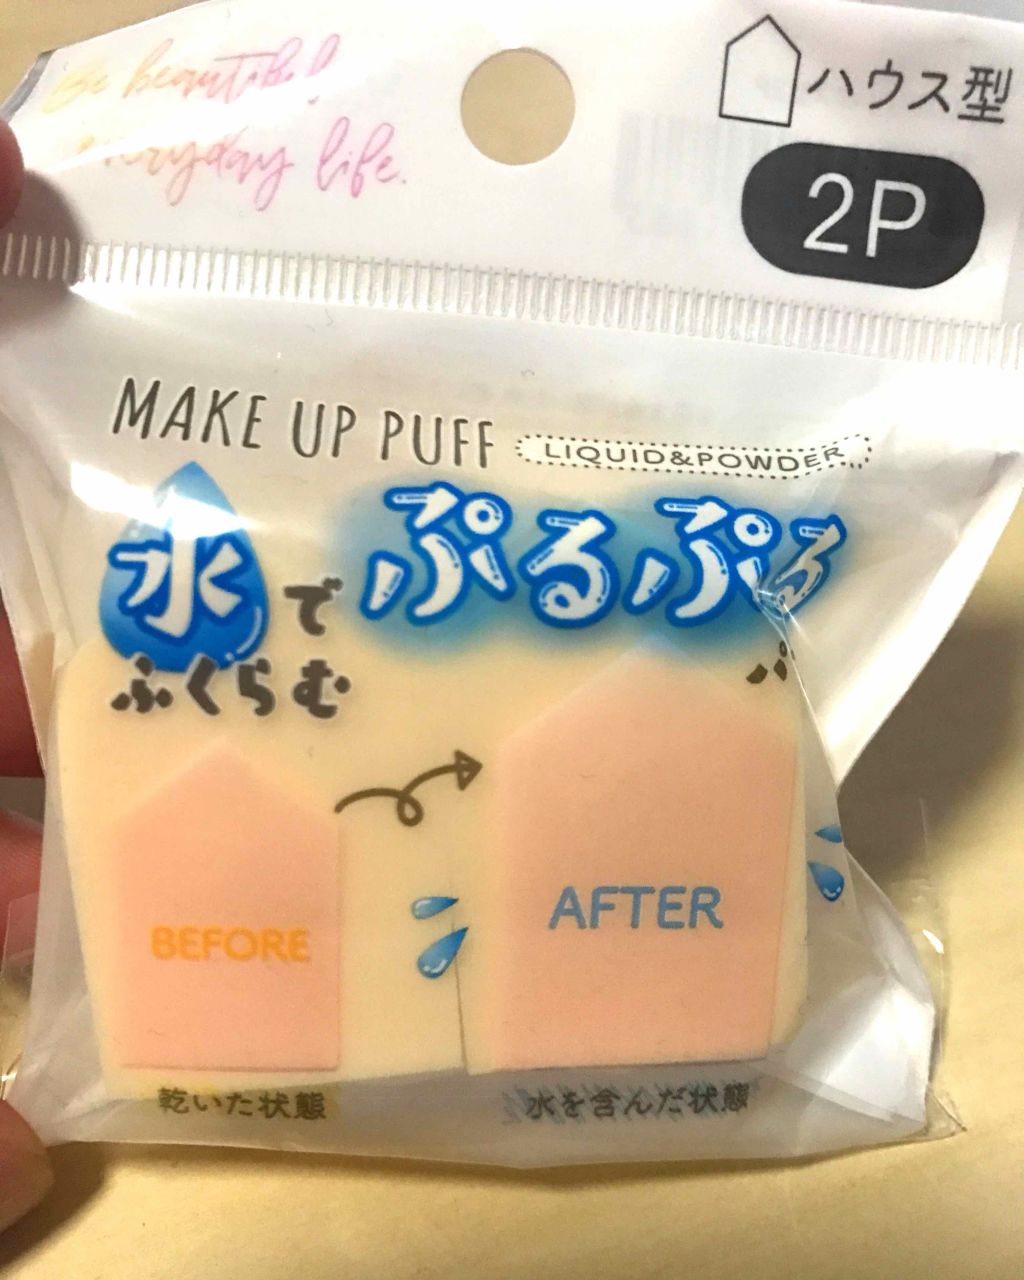 Be beautiful
everyday life.
ハウス型
2P
MAKE UP PUFF
LIQUID&POWDER
水で
ぷるぷる
ふくらむ
パ
BEFORE
AFTER
乾いた状態
水を含んだ状態